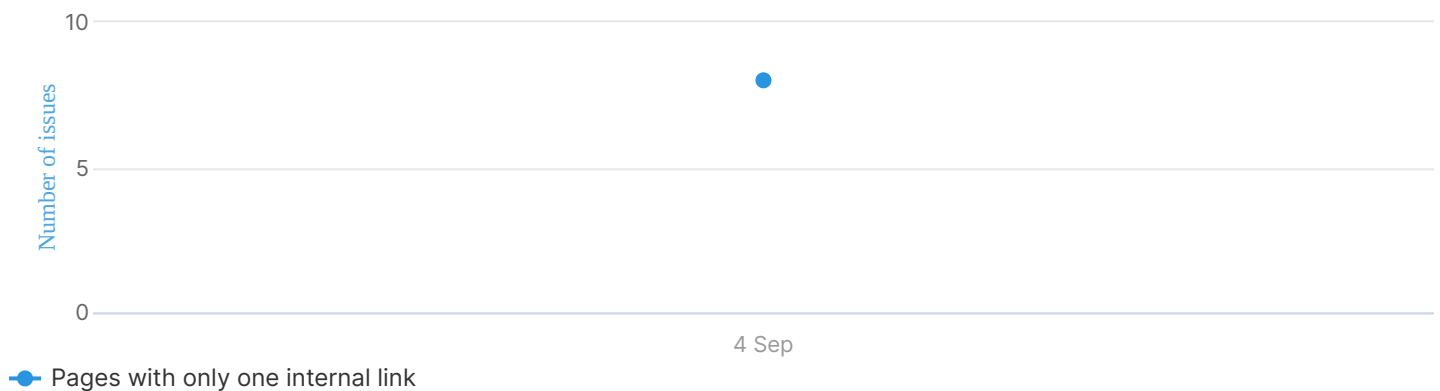 10
Number of issues
5
0
4 Sep
Pages with only one internal link